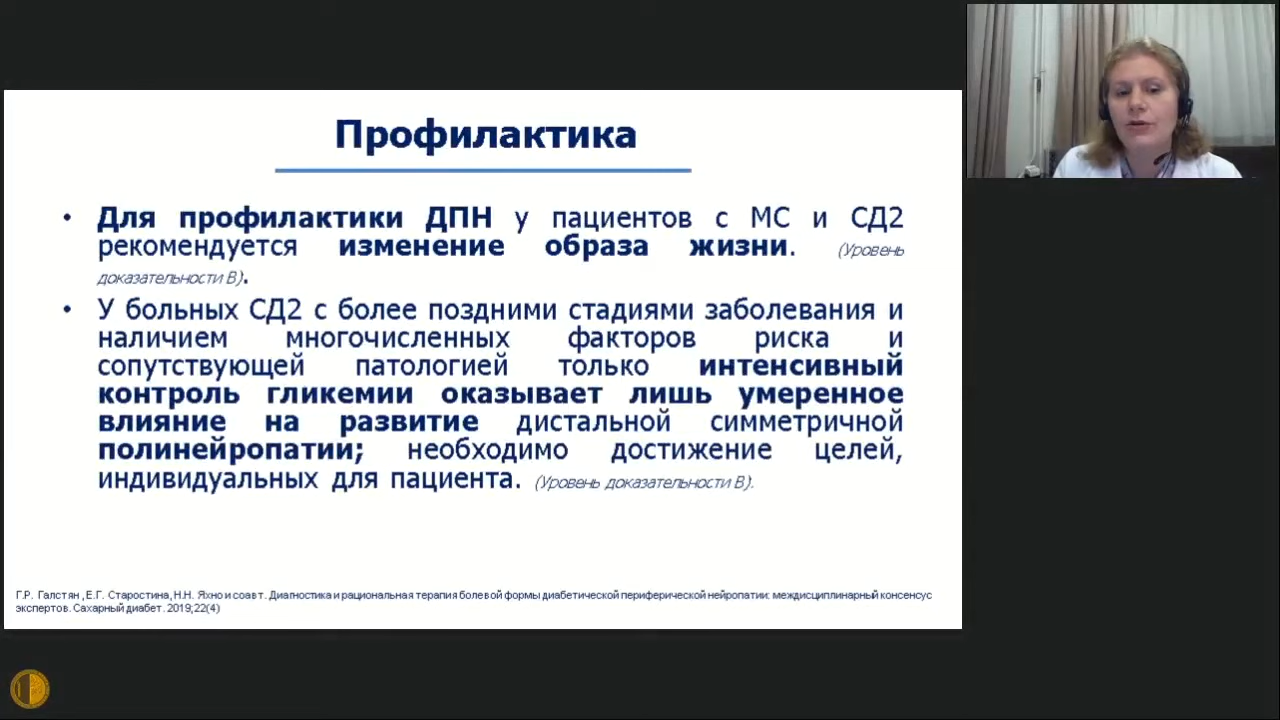 Профилактика
• Для профилактики ДПН у пациентов с МС и СД2
рекомендуется изменение образа жизни. (Уровень
доказательности В).
• У больных СД2 с более поздними стадиями заболевания и
наличием многочисленных факторов риска и
сопутствующей патологией только интенсивный
контроль гликемии оказывает лишь умеренное
влияние на развитие дистальной симметричной
полинейропатии; необходимо достижение целей,
индивидуальных для пациента. (Уровень доказательности В).
Г.Р. Галстян , Е.Г. Старостина, Н.Н. Яхно и соавт. Диагностика и рациональная терапия болевой формы диабетической периферической нейропатии: междисциплинарный консенсус
экспертов. Сахарный диабет. 2019;22(4)